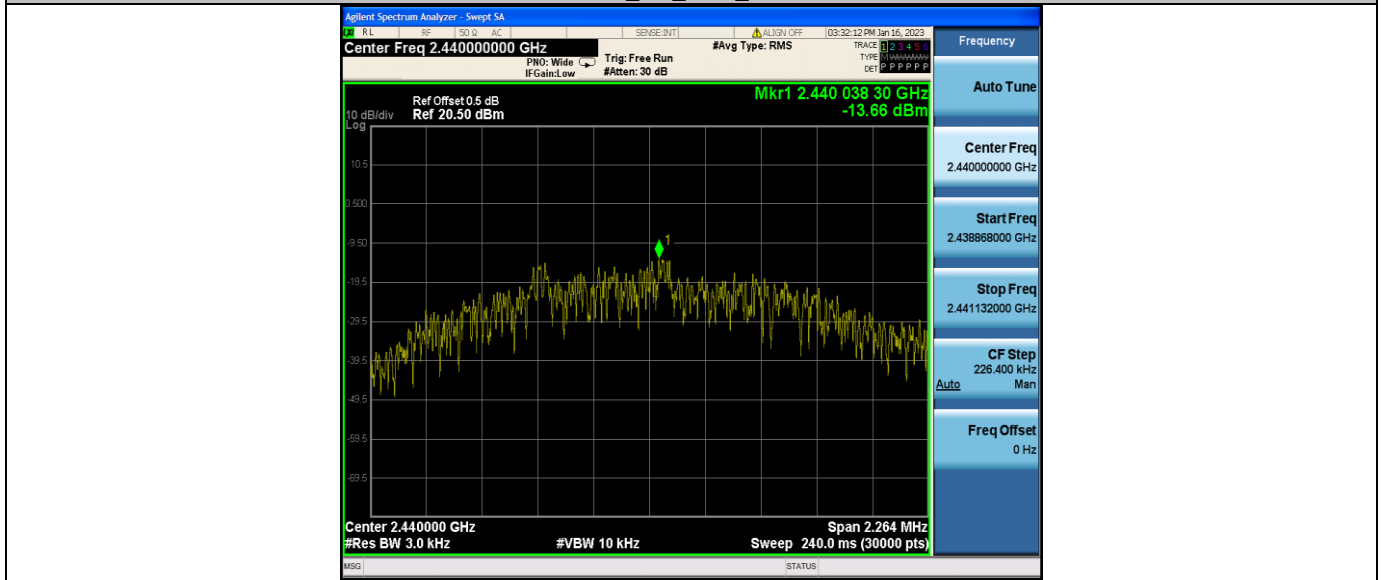 Agilent Spectrum Analyzer - Swept SA
RL RF 50 Ω AC SENSE:INT ALIGN OFF 03:32:12 PM Jan 16, 2023
Center Freq 2.440000000 GHz #Avg Type: RMS TRACE 1 2 3 4 5 6
PNO: Wide Trig: Free Run TYPE
IFGain:Low #Atten: 30 dB DET P P P P P P
Frequency
Mkr1 2.440 038 30 GHz
-13.66 dBm
Ref Offset 0.5 dB
10 dB/div Ref 20.50 dBm
Log
10.5
0.500
-9.50
-19.5
-29.5
-39.5
-49.5
-59.5
-69.5
1
Center 2.440000 GHz Span 2.264 MHz
#Res BW 3.0 kHz #VBW 10 kHz Sweep 240.0 ms (30000 pts)
MSG STATUS
Auto Tune
Center Freq
2.440000000 GHz
Start Freq
2.438868000 GHz
Stop Freq
2.441132000 GHz
CF Step
226.400 kHz
Auto Man
Freq Offset
0 Hz